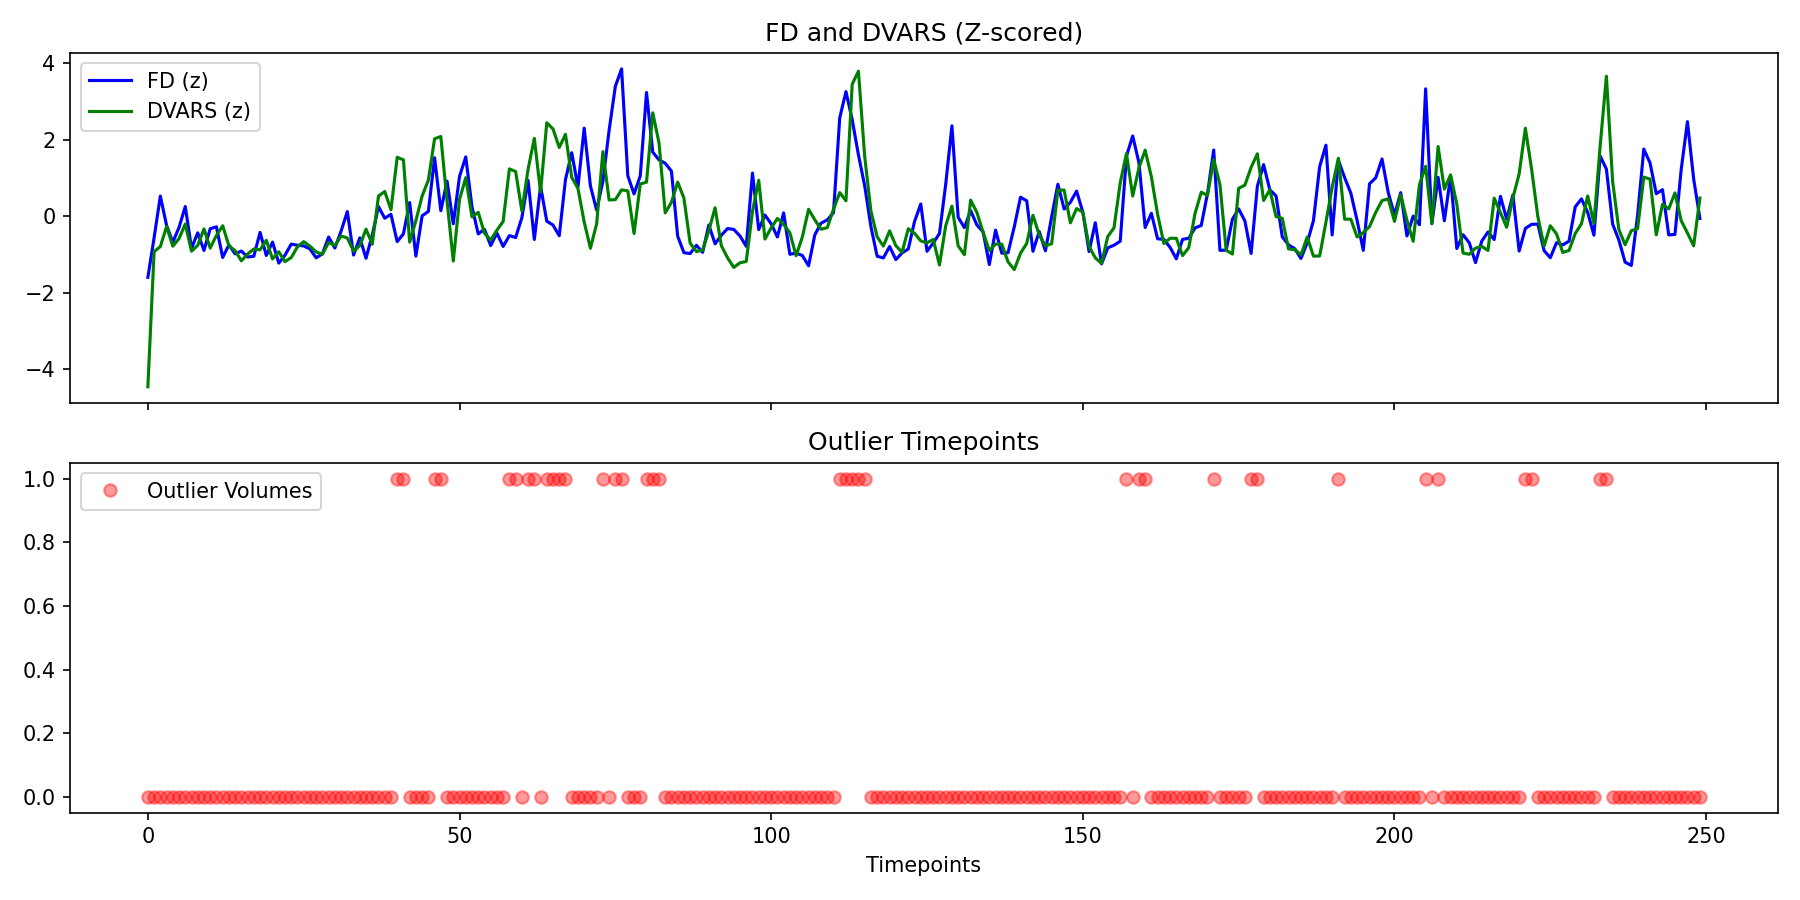 FD and DVARS (Z-scored)
4
2
0
−2
−4
FD (z)
DVARS (z)
Outlier Timepoints
1.0
0.8
0.6
0.4
0.2
0.0
Outlier Volumes
0 50 100 150 200 250
Timepoints